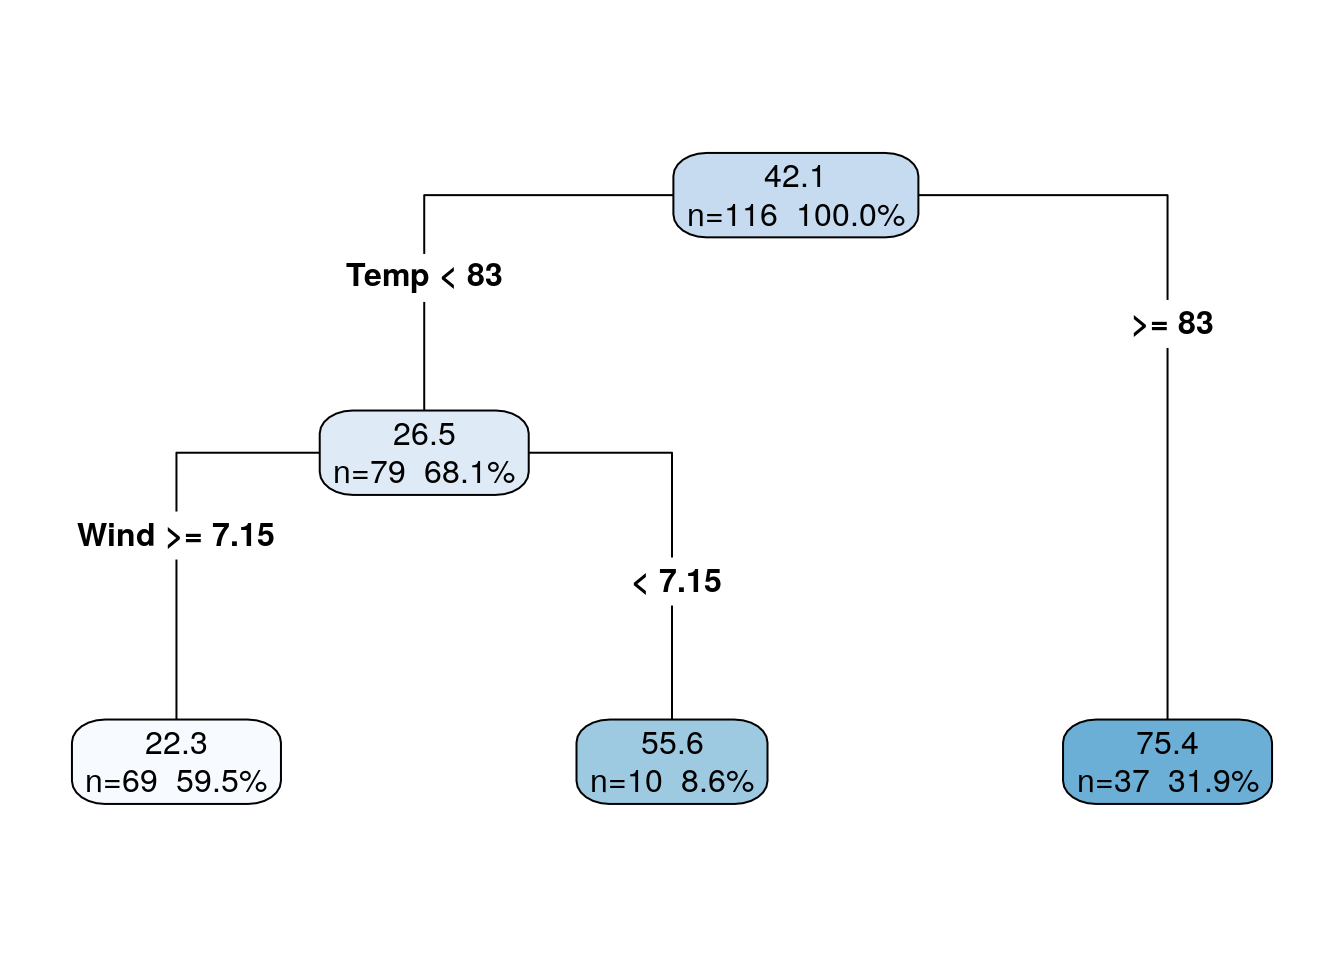 42.1
n=116  100.0%
Temp < 83
>= 83
26.5
n=79  68.1%
Wind >= 7.15
< 7.15
22.3
n=69  59.5%
55.6
n=10  8.6%
75.4
n=37  31.9%